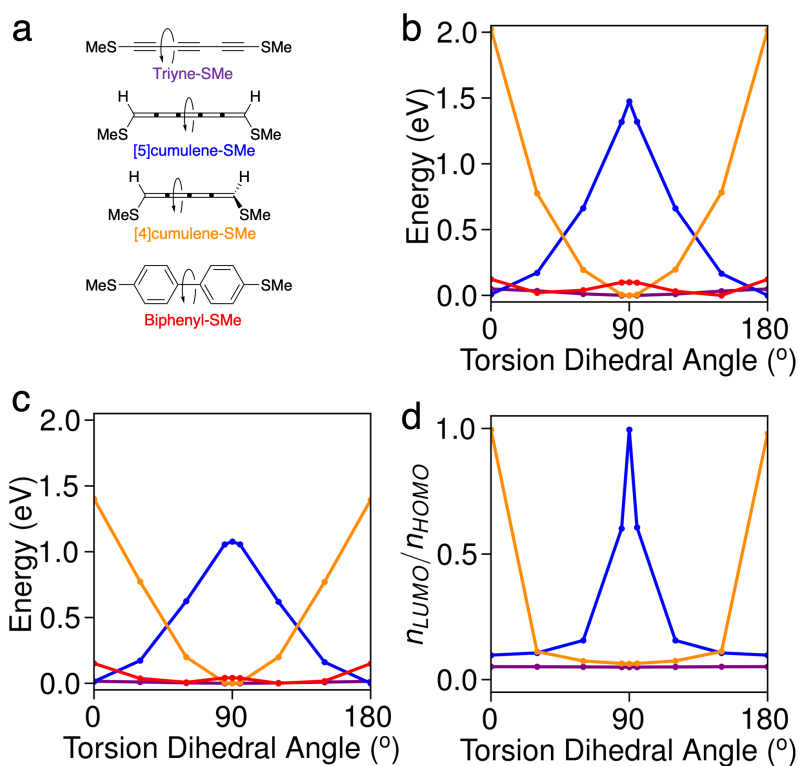 a
MeS SMe
Triyne-SMe
H H
MeS SMe
[5]cumulene-SMe
H H
MeS SMe
[4]cumulene-SMe
MeS SMe
Biphenyl-SMe
b
2.0
1.5
1.0
0.5
0.0
Energy (eV)
0 90 180
Torsion Dihedral Angle (º)
c
2.0
1.5
1.0
0.5
0.0
Energy (eV)
0 90 180
Torsion Dihedral Angle (º)
d
1.0
0.5
0.0
nLUMO/nHOMO
0 90 180
Torsion Dihedral Angle (º)